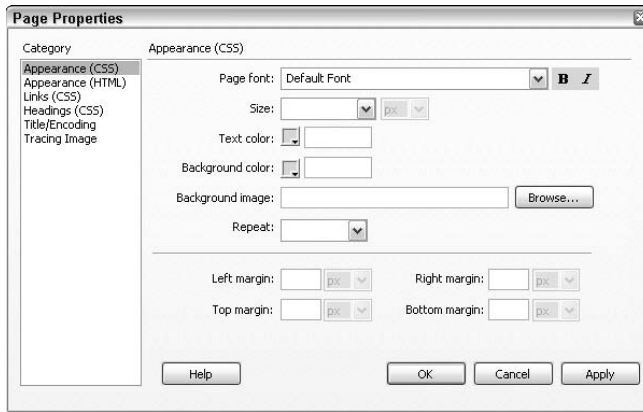 Page Properties
Category
Appearance (CSS)
Appearance (HTML)
Links (CSS)
Headings (CSS)
Title/Encoding
Tracing Image
Appearance (CSS)
Page font: Default Font B I
Size: px
Text color:
Background color:
Background image: Browse...
Repeat:
Left margin: px Right margin: px
Top margin: px Bottom margin: px
Help OK Cancel Apply